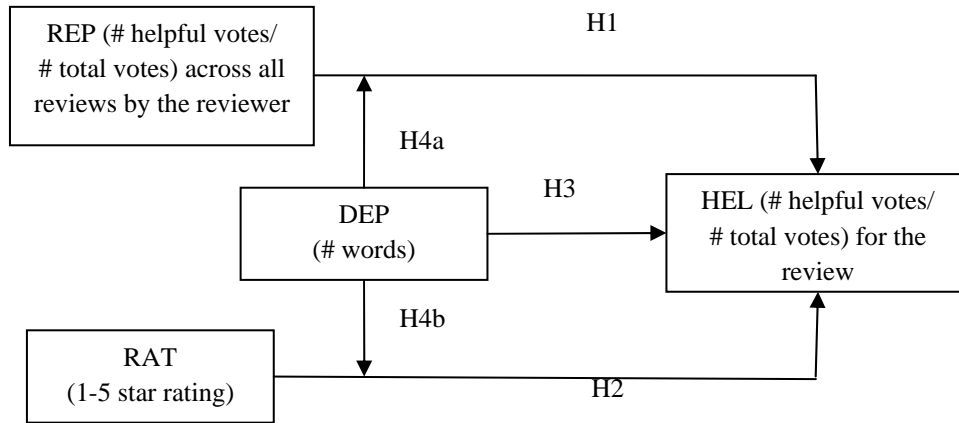 REP (# helpful votes/
# total votes) across all
reviews by the reviewer
H1
H4a
DEP
(# words)
H3
HEL (# helpful votes/
# total votes) for the
review
H4b
RAT
(1-5 star rating)
H2